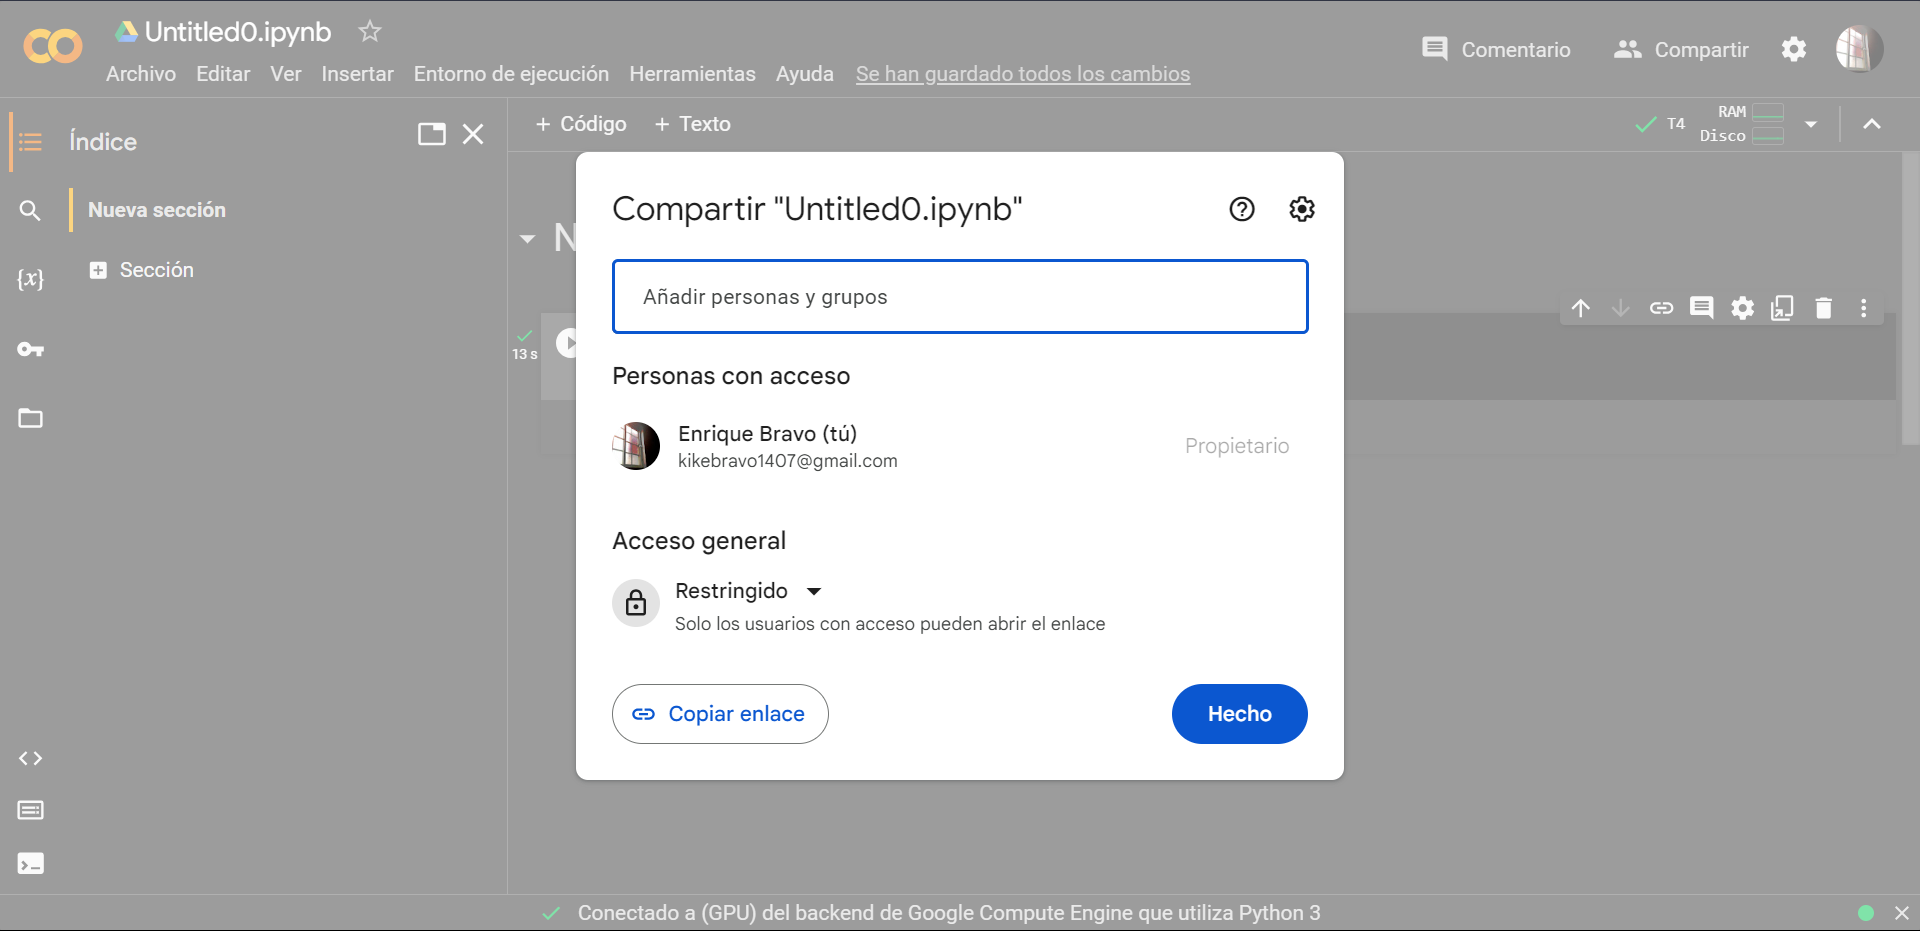 Untitled0.ipynb
Archivo Editar Ver Insertar Entorno de ejecución Herramientas Ayuda Se han guardado todos los cambios
Comentario Compartir
Índice
+ Código + Texto
T4 RAM
Disco
Nueva sección
Sección
{x}
N
13 s
Compartir "Untitled0.ipynb"
Añadir personas y grupos
Personas con acceso
Enrique Bravo (tú)
kikebravo1407@gmail.com
Propietario
Acceso general
Restringido
Solo los usuarios con acceso pueden abrir el enlace
Copiar enlace
Hecho
Conectado a (GPU) del backend de Google Compute Engine que utiliza Python 3